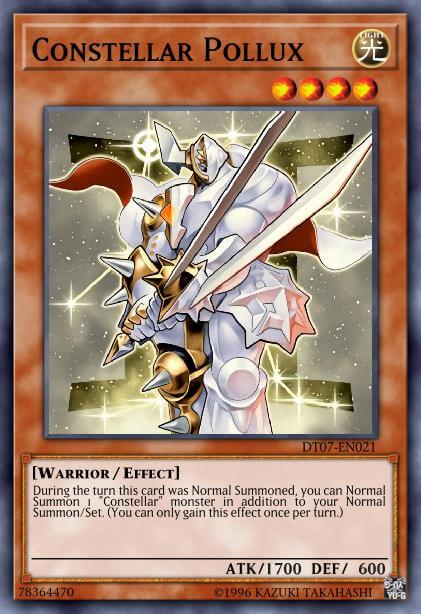 CONSTELLAR POLLUX
LIGHT
光
DT07-EN021
[WARRIOR / EFFECT]
During the turn this card was Normal Summoned, you can Normal
Summon 1 "Constellar" monster in addition to your Normal
Summon/Set. (You can only gain this effect once per turn.)
ATK/1700 DEF/ 600
78364470
©1996 KAZUKI TAKAHASHI